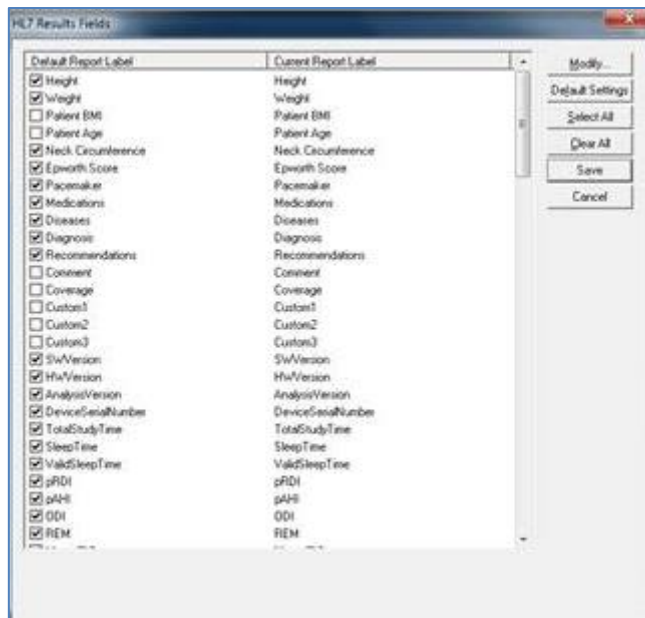 HL7 Results Fields
Default Report Label Current Report Label
Height Height
Weight Weight
Patient BMI Patient BMI
Patient Age Patient Age
Neck Circumference Neck Circumference
Epworth Score Epworth Score
Pacemaker Pacemaker
Medications Medications
Diseases Diseases
Diagnosis Diagnosis
Recommendations Recommendations
Comment Comment
Coverage Coverage
Custom1 Custom1
Custom2 Custom2
Custom3 Custom3
SWVersion SWVersion
HWVersion HWVersion
AnalysisVersion AnalysisVersion
DeviceSerialNumber DeviceSerialNumber
TotalStudyTime TotalStudyTime
SleepTime SleepTime
ValidSleepTime ValidSleepTime
pRDI pRDI
pAHI pAHI
ODI ODI
REM REM
Modify...
Default Settings
Select All
Clear All
Save
Cancel